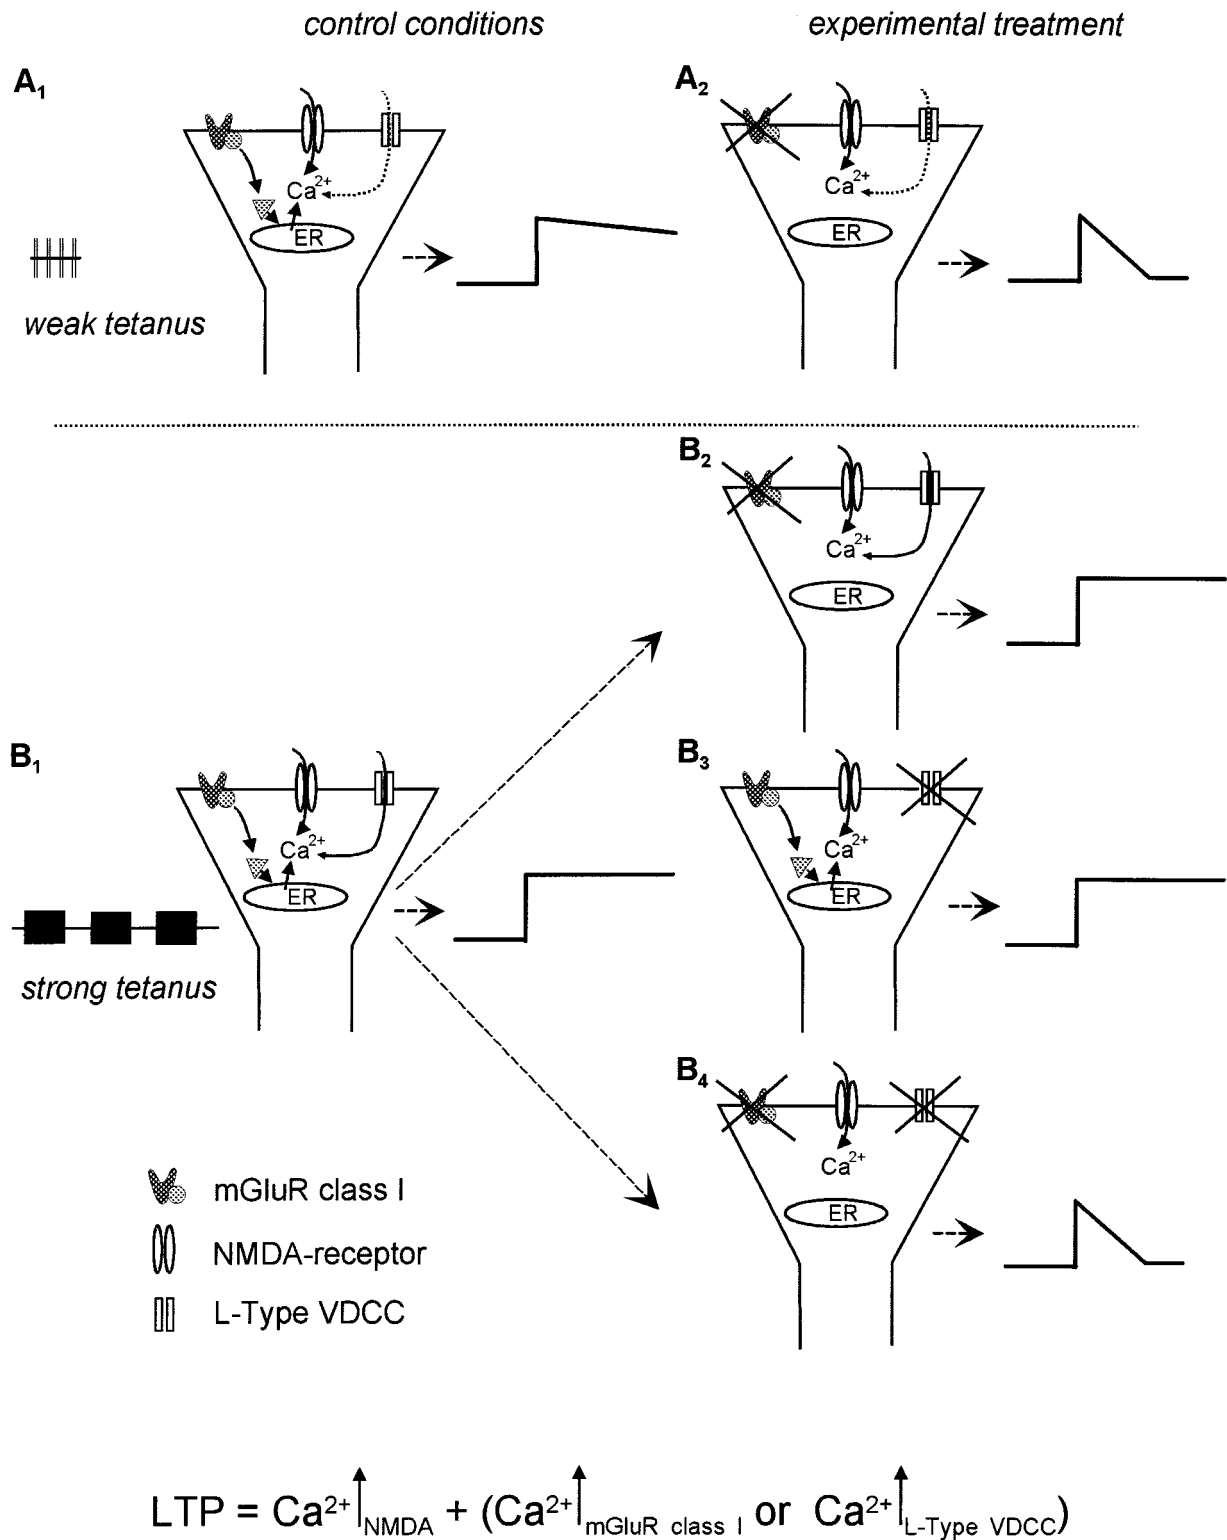 control conditions
experimental treatment
A1
A2
Ca2+
ER
Ca2+
ER
weak tetanus
B2
Ca2+
ER
B1
B3
Ca2+
ER
Ca2+
ER
strong tetanus
B4
Ca2+
ER
mGluR class I
NMDA-receptor
L-Type VDCC
LTP = Ca2+ NMDA + (Ca2+ mGluR class I or Ca2+ L-Type VDCC)